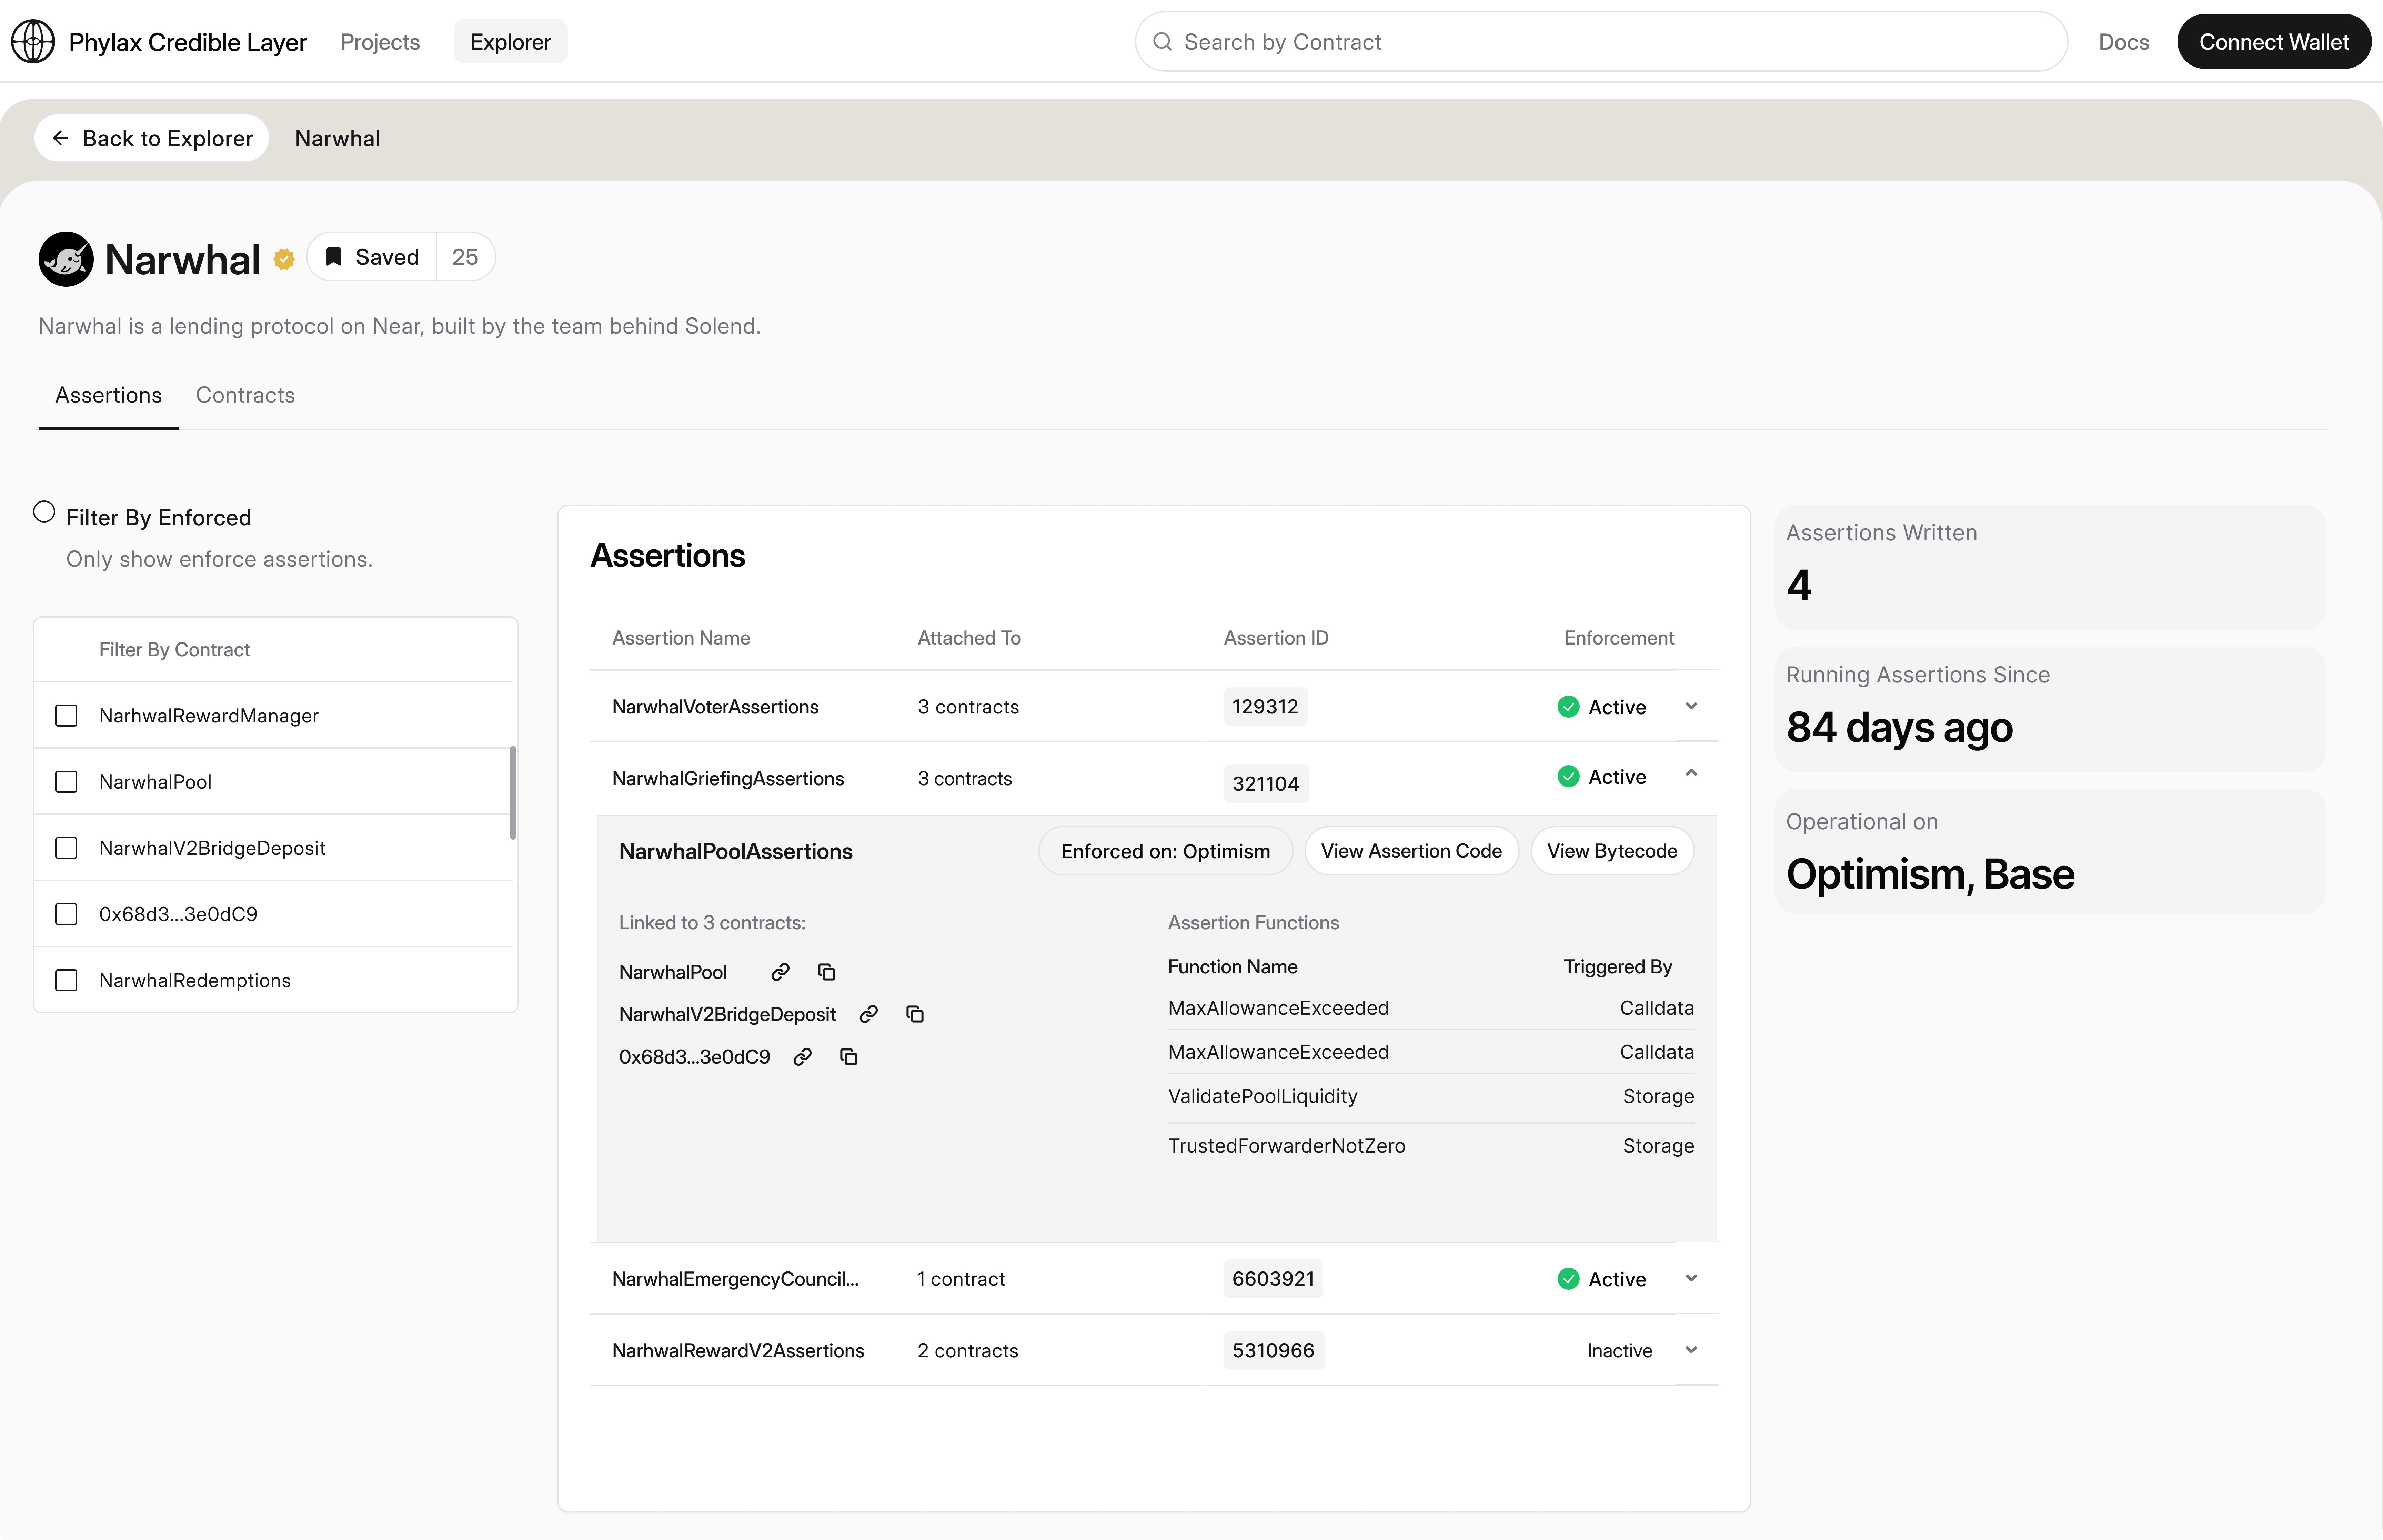 Phylax Credible Layer
Projects
Explorer
Search by Contract
Docs
Connect Wallet
Back to Explorer
Narwhal
Narwhal
Saved
25
Narwhal is a lending protocol on Near, built by the team behind Solend.
Assertions
Contracts
Filter By Enforced
Only show enforce assertions.
Filter By Contract
NarhwalRewardManager
NarwhalPool
NarwhalV2BridgeDeposit
0x68d3...3e0dC9
NarwhalRedemptions
Assertions
Assertion Name Attached To Assertion ID Enforcement
NarwhalVoterAssertions 3 contracts 129312 Active
NarwhalGriefingAssertions 3 contracts 321104 Active
NarwhalPoolAssertions
Enforced on: Optimism
View Assertion Code
View Bytecode
Linked to 3 contracts:
NarwhalPool
NarwhalV2BridgeDeposit
0x68d3...3e0dC9
Assertion Functions
Function Name Triggered By
MaxAllowanceExceeded Calldata
MaxAllowanceExceeded Calldata
ValidatePoolLiquidity Storage
TrustedForwarderNotZero Storage
NarwhalEmergencyCouncil... 1 contract 6603921 Active
NarhwalRewardV2Assertions 2 contracts 5310966 Inactive
Assertions Written
4
Running Assertions Since
84 days ago
Operational on
Optimism, Base